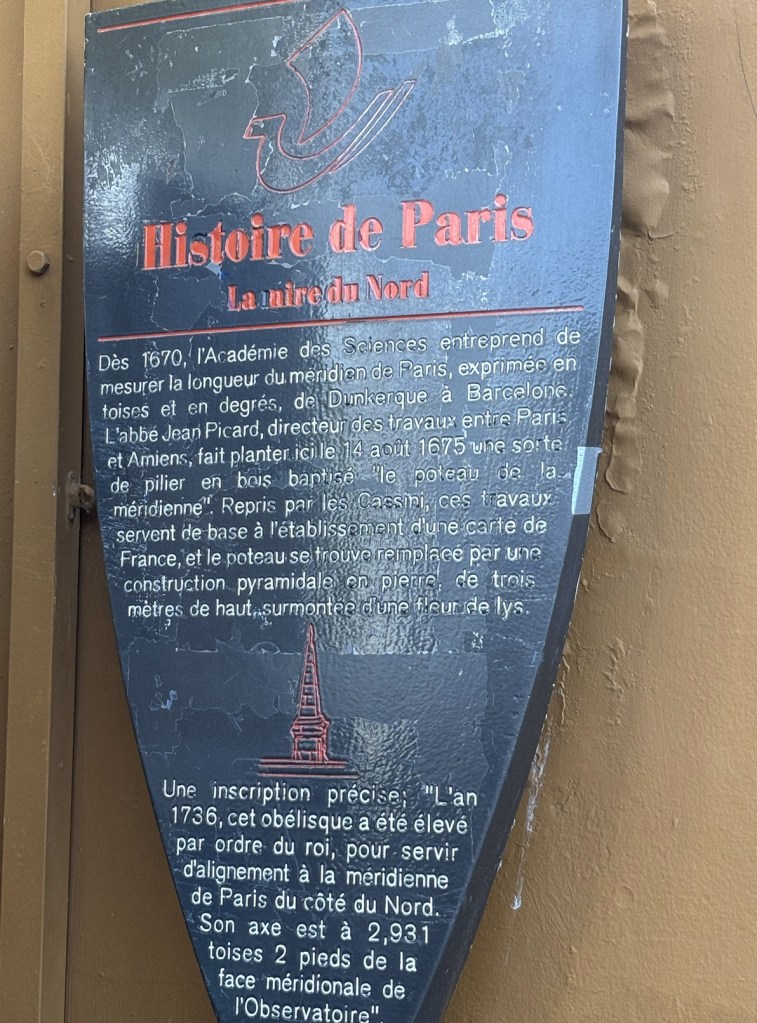 Histoire de Paris
La mire du Nord
Dès 1670, l'Académie des Sciences entreprend de
mesurer la longueur du méridien de Paris, exprimée en
toises et en degrés, de Dunkerque à Barcelone.
L'abbé Jean Picard, directeur des travaux entre Paris
et Amiens, fait planter ici le 14 août 1675 une sorte
de pilier en bois baptisé "le poteau de la
méridienne". Repris par les Cassini, ces travaux
servent de base à l'établissement d'une carte de
France, et le poteau se trouve remplacé par une
construction pyramidale en pierre, de trois
mètres de haut, surmontée d'une fleur de lys.
Une inscription précise; "L'an
1736, cet obélisque a été élevé
par ordre du roi, pour servir
d'alignement à la méridienne
de Paris du côté du Nord.
Son axe est à 2,931
toises 2 pieds de la
face méridionale de
l'Observatoire".